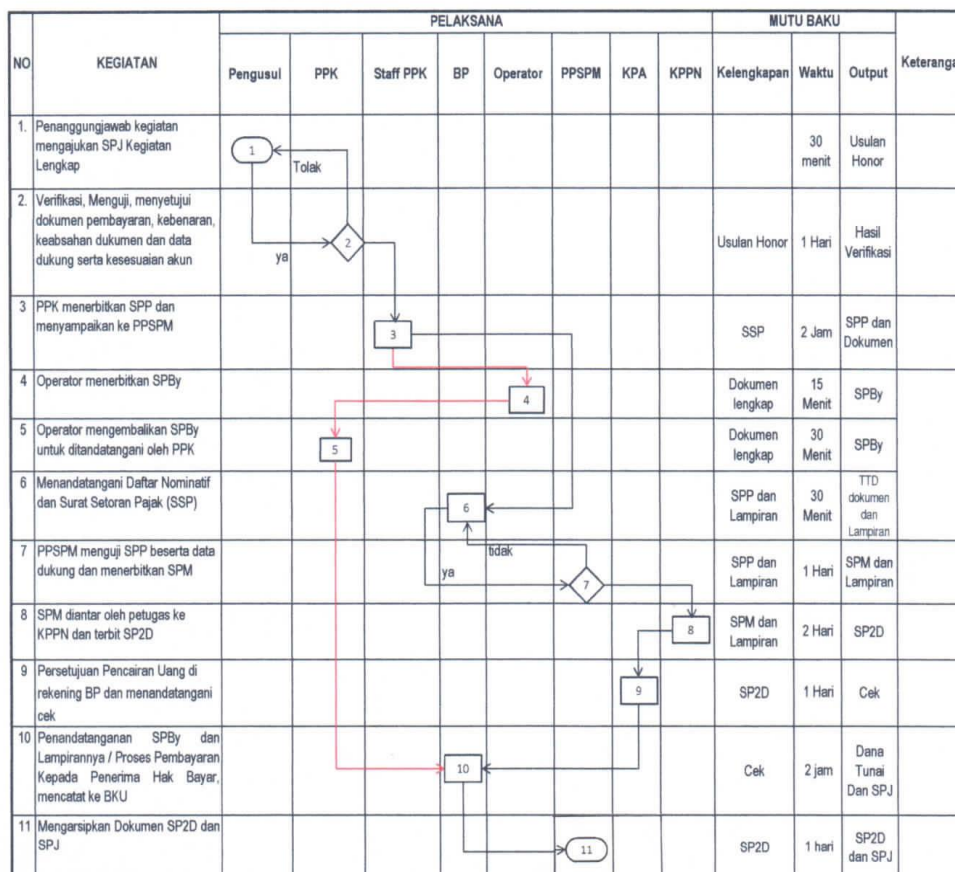 NO
KEGIATAN
PELAKSANA
MUTU BAKU
Keteranga
Pengusul
PPK
Staff PPK
BP
Operator
PPSPM
KPA
KPPN
Kelengkapan
Waktu
Output
1.
Penanggungjawab kegiatan
mengajukan SPJ Kegiatan
Lengkap
1
Tolak
30
menit
Usulan
Honor
2.
Verifikasi, Menguji, menyetujui
dokumen pembayaran, kebenaran,
keabsahan dukumen dan data
dukung serta kesesuaian akun
ya
2
Usulan Honor
1 Hari
Hasil
Verifikasi
3
PPK menerbitkan SPP dan
menyampaikan ke PPSPM
3
SSP
2 Jam
SPP dan
Dokumen
4
Operator menerbitkan SPBy
4
Dokumen
lengkap
15
Menit
SPBy
5
Operator mengembalikan SPBy
untuk ditandatangani oleh PPK
5
Dokumen
lengkap
30
Menit
SPBy
6
Menandatangani Daftar Nominatif
dan Surat Setoran Pajak (SSP)
6
SPP dan
Lampiran
30
Menit
TTD
dokumen
dan
Lampiran
7
PPSPM menguji SPP beserta data
dukung dan menerbitkan SPM
ya
tidak
7
SPP dan
Lampiran
1 Hari
SPM dan
Lampiran
8
SPM diantar oleh petugas ke
KPPN dan terbit SP2D
8
SPM dan
Lampiran
2 Hari
SP2D
9
Persetujuan Pencairan Uang di
rekening BP dan menandatangani
cek
9
SP2D
1 Hari
Cek
10
Penandatanganan SPBy dan
Lampirannya / Proses Pembayaran
Kepada Penerima Hak Bayar,
mencatat ke BKU
10
Cek
2 jam
Dana
Tunai
Dan SPJ
11
Mengarsipkan Dokumen SP2D dan
SPJ
11
SP2D
1 hari
SP2D
dan SPJ